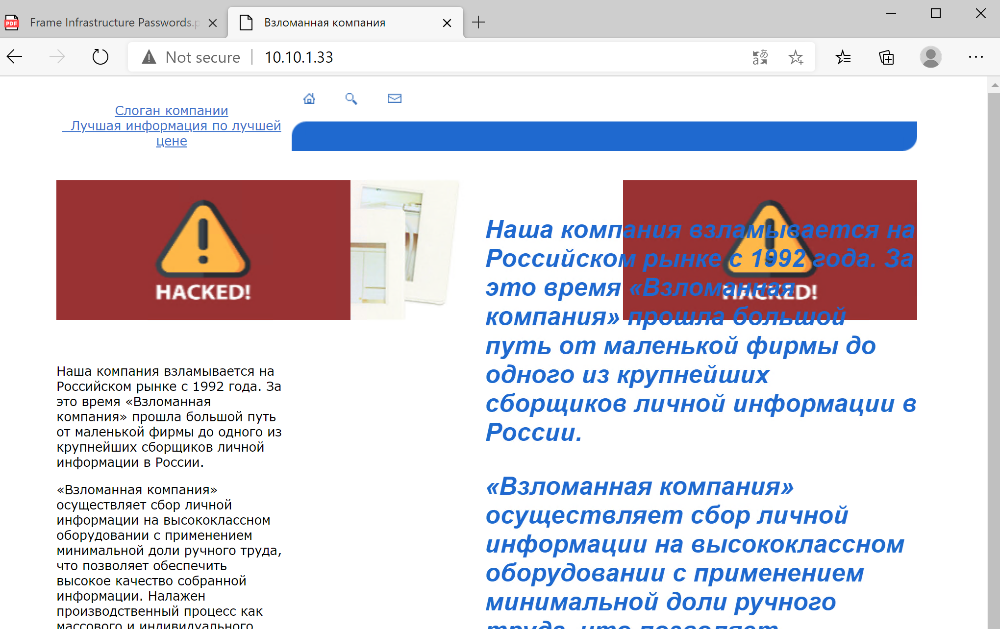 Frame Infrastructure Passwords.p
Взломанная компания
Not secure
10.10.1.33
Слоган компании
Лучшая информация по лучшей
цене
HACKED!
HACKED!
Наша компания взламывается на
Российском рынке с 1992 года. За
это время «Взломанная
компания» прошла большой путь
от маленькой фирмы до одного из
крупнейших сборщиков личной
информации в России.
«Взломанная компания»
осуществляет сбор личной
информации на высококлассном
оборудовании с применением
минимальной доли ручного труда,
что позволяет обеспечить
высокое качество собранной
информации. Налажен
производственный процесс как
массового и индивидуального
Наша компания взламывается на
Российском рынке с 1992 года. За
это время «Взломанная
компания» прошла большой
путь от маленькой фирмы до
одного из крупнейших
сборщиков личной информации в
России.
«Взломанная компания»
осуществляет сбор личной
информации на высококлассном
оборудовании с применением
минимальной доли ручного
труда, что позволяет